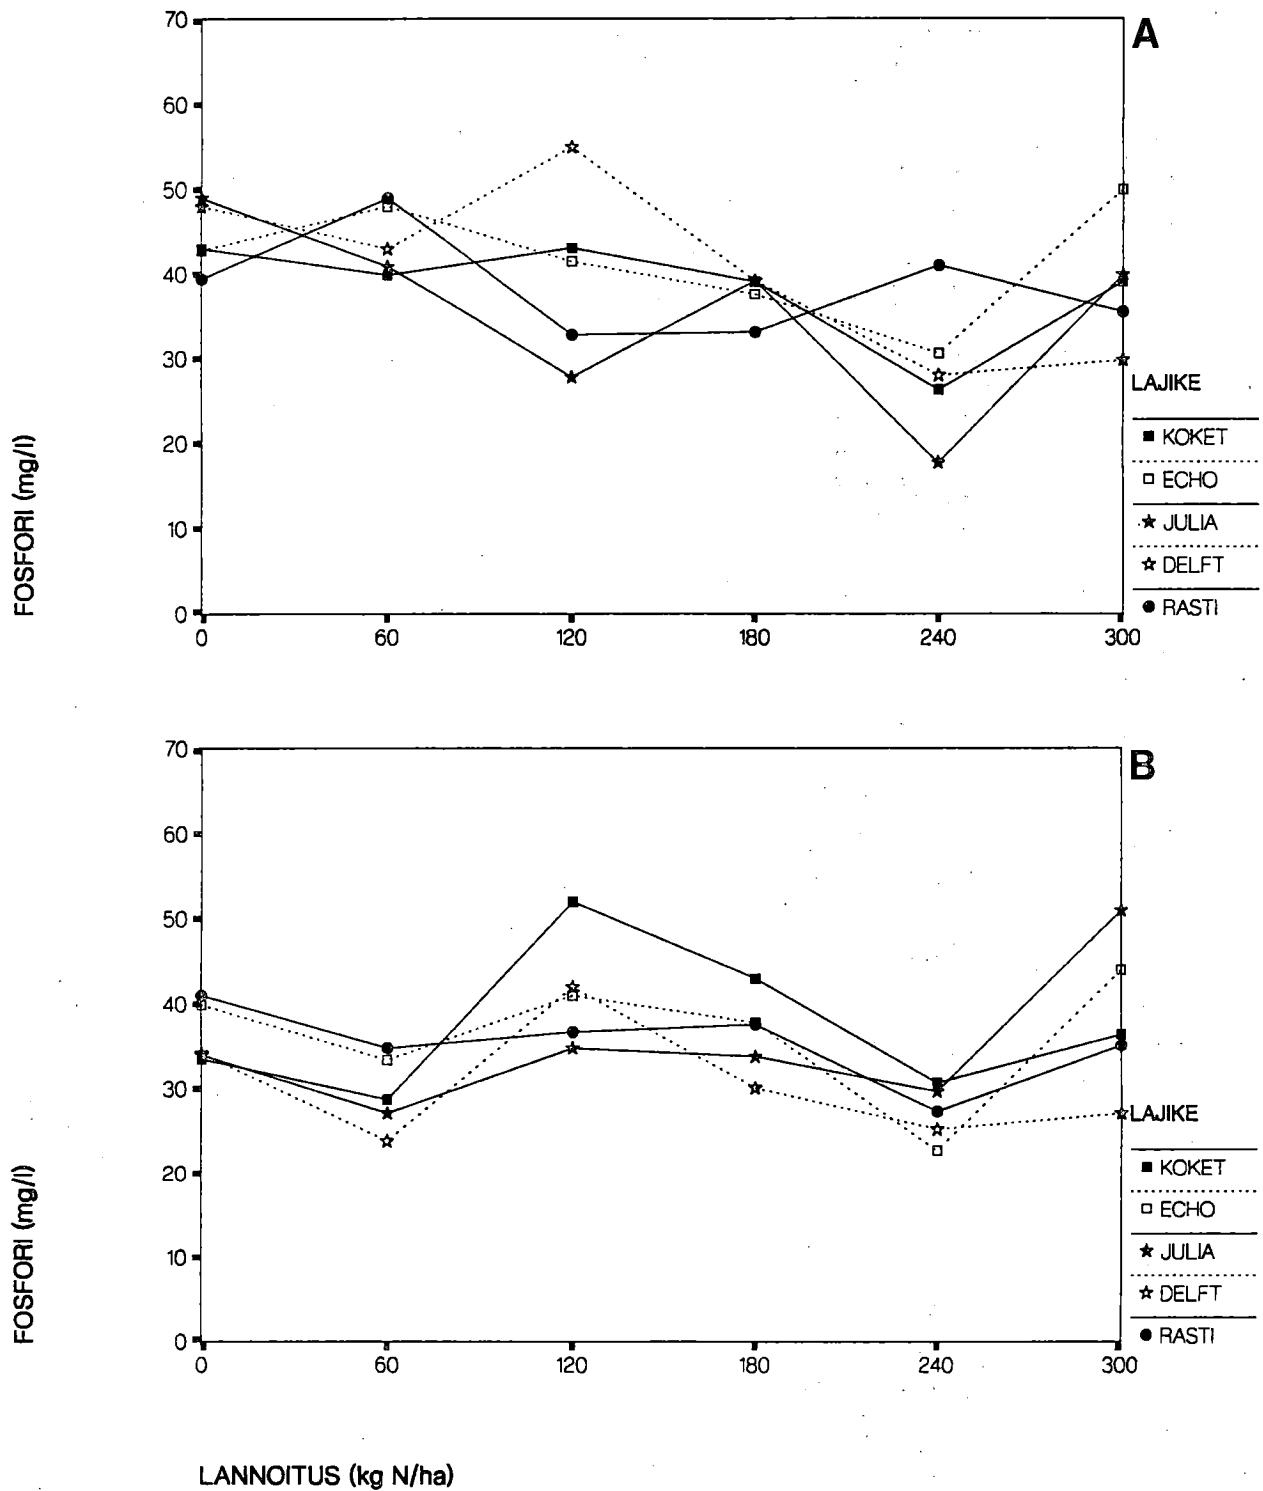 A
70
60
50
40
30
20
10
0
0 60 120 180 240 300
FOSFORI (mg/l)
LAJIKE
KOKET
ECHO
JULIA
DELFT
RASTI
B
70
60
50
40
30
20
10
0
0 60 120 180 240 300
FOSFORI (mg/l)
LAJIKE
KOKET
ECHO
JULIA
DELFT
RASTI
LANNOITUS (kg N/ha)